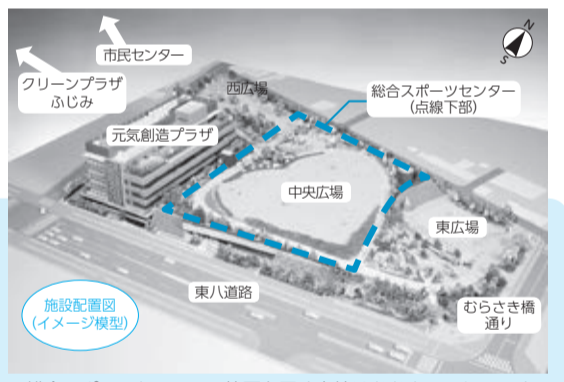 N
S
市民センター
クリーンプラザ
ふじみ
西広場
総合スポーツセンター
(点線下部)
元気創造プラザ
中央広場
東広場
東八道路
むらさき橋
通り
施設配置図
(イメージ模型)